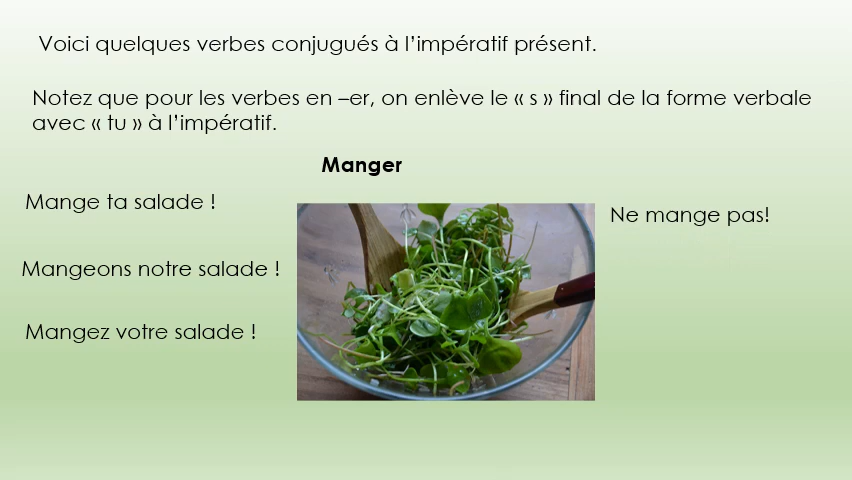 Voici quelques verbes conjugués à l’impératif présent.
Notez que pour les verbes en –er, on enlève le « s » final de la forme verbale
avec « tu » à l’impératif.
Manger
Mange ta salade !
Ne mange pas!
Mangeons notre salade !
Mangez votre salade !